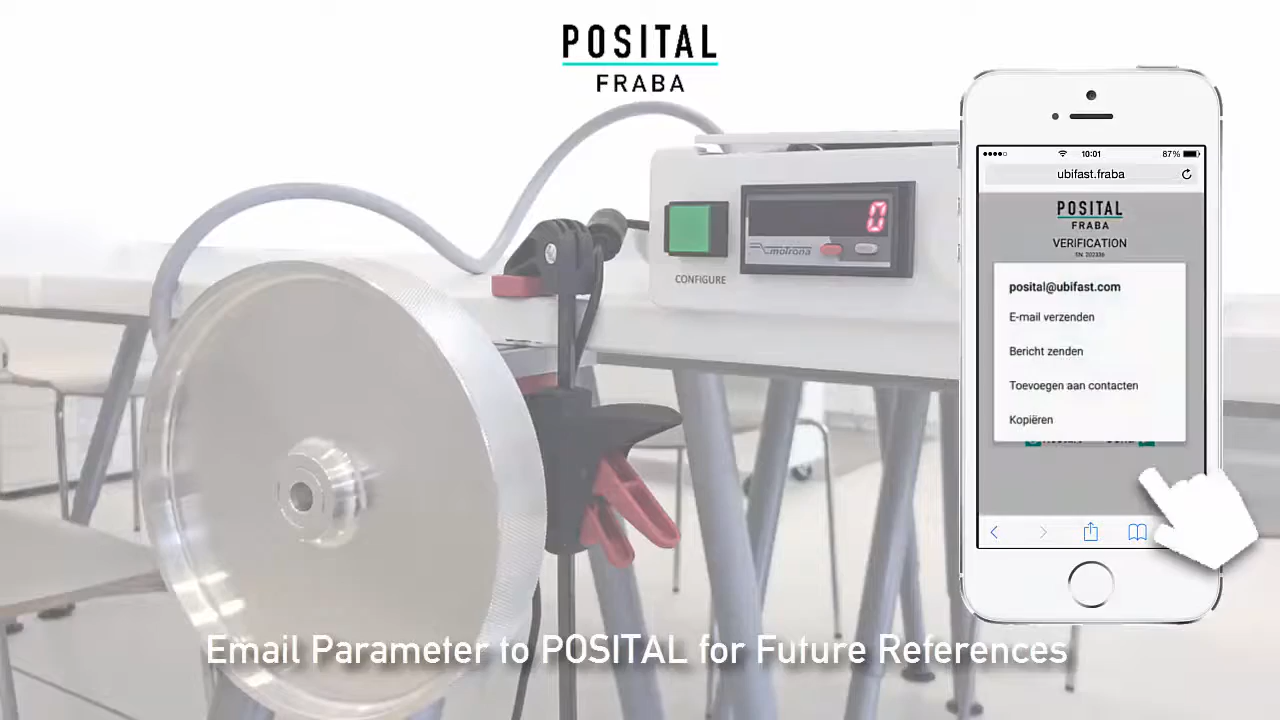 POSITAL
FRABA
0
motrona
CONFIGURE
10:01
87%
ubifast.fraba
POSITAL
FRABA
VERIFICATION
posital@ubifast.com
E-mail verzenden
Bericht zenden
Toevoegen aan contacten
Kopiëren
Email Parameter to POSITAL for Future References